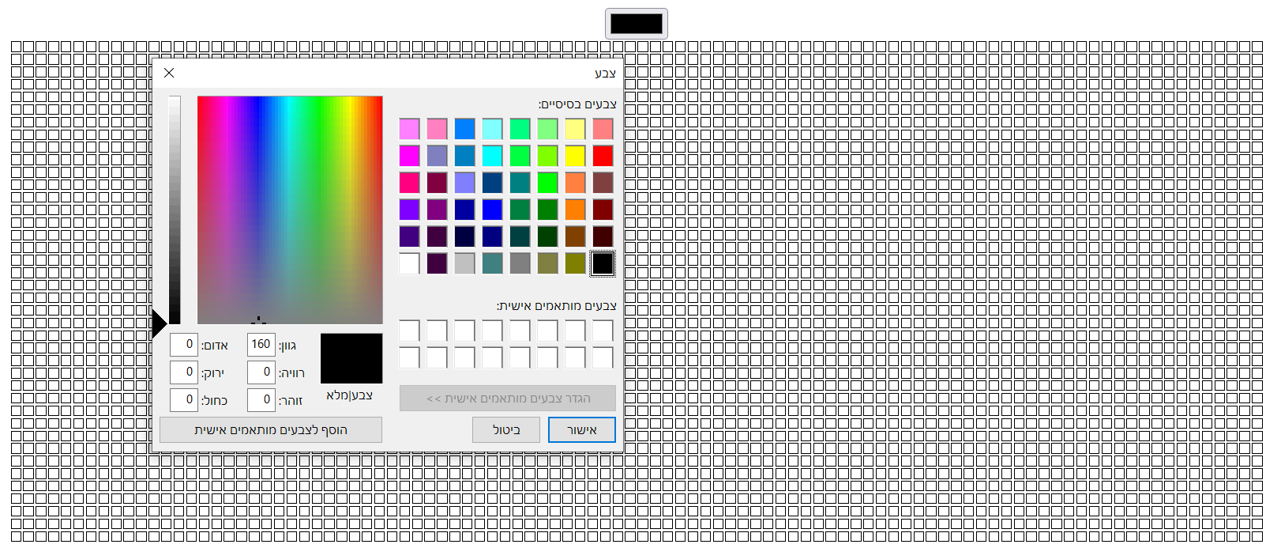 צבע
צבעים בסיסיים:
צבעים מותאמים אישית:
הגדר צבעים מותאמים אישית >>
אישור
ביטול
צבע|מלא
גוון: 160
רוויה: 0
זוהר: 0
אדום: 0
ירוק: 0
כחול: 0
הוסף לצבעים מותאמים אישית